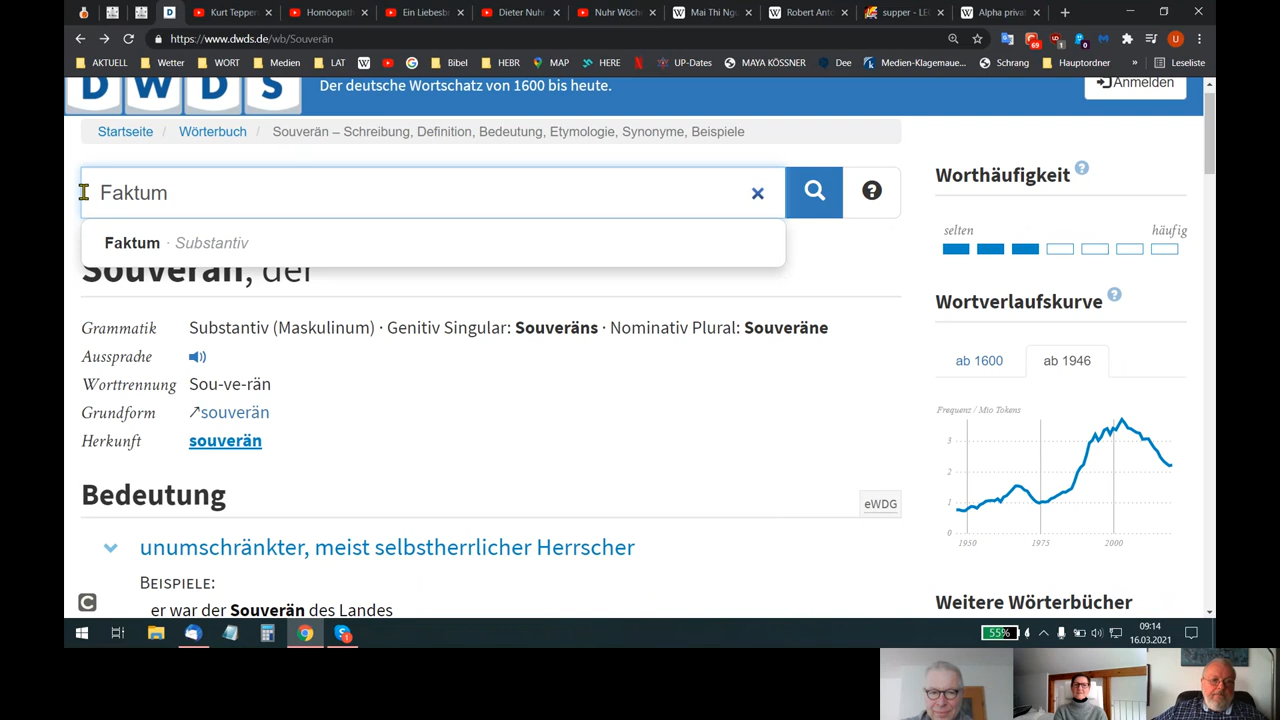 Kurt Tepper
Homöopath
Ein Liebesb
Dieter Nuhr
Nuhr Wöch
Mai Thi Ng
Robert Anto
supper - LE
Alpha priva
https://www.dwds.de/wb/Souverän
69
1
0
U
AKTUELL
Wetter
WORT
Medien
LAT
Bibel
HEBR
MAP
HERE
UP-Dates
MAYA KÖSSNER
Dee
Medien-Klagemaue...
Schrang
Hauptordner
»
Leseliste
D W D S
Der deutsche Wortschatz von 1600 bis heute.
Anmelden
Startseite / Wörterbuch / Souverän – Schreibung, Definition, Bedeutung, Etymologie, Synonyme, Beispiele
Faktum
Faktum · Substantiv
Souverän, der
Grammatik Substantiv (Maskulinum) · Genitiv Singular: Souveräns · Nominativ Plural: Souveräne
Aussprache
Worttrennung Sou-ve-rän
Grundform ↗souverän
Herkunft souverän
Bedeutung
eWDG
unumschränkter, meist selbstherrlicher Herrscher
BEISPIELE:
er war der Souverän des Landes
Worthäufigkeit
selten häufig
Wortverlaufskurve
ab 1600 ab 1946
Frequenz / Mio Tokens
3
2
1
0
1950 1975 2000
Weitere Wörterbücher
55%
09:14
16.03.2021